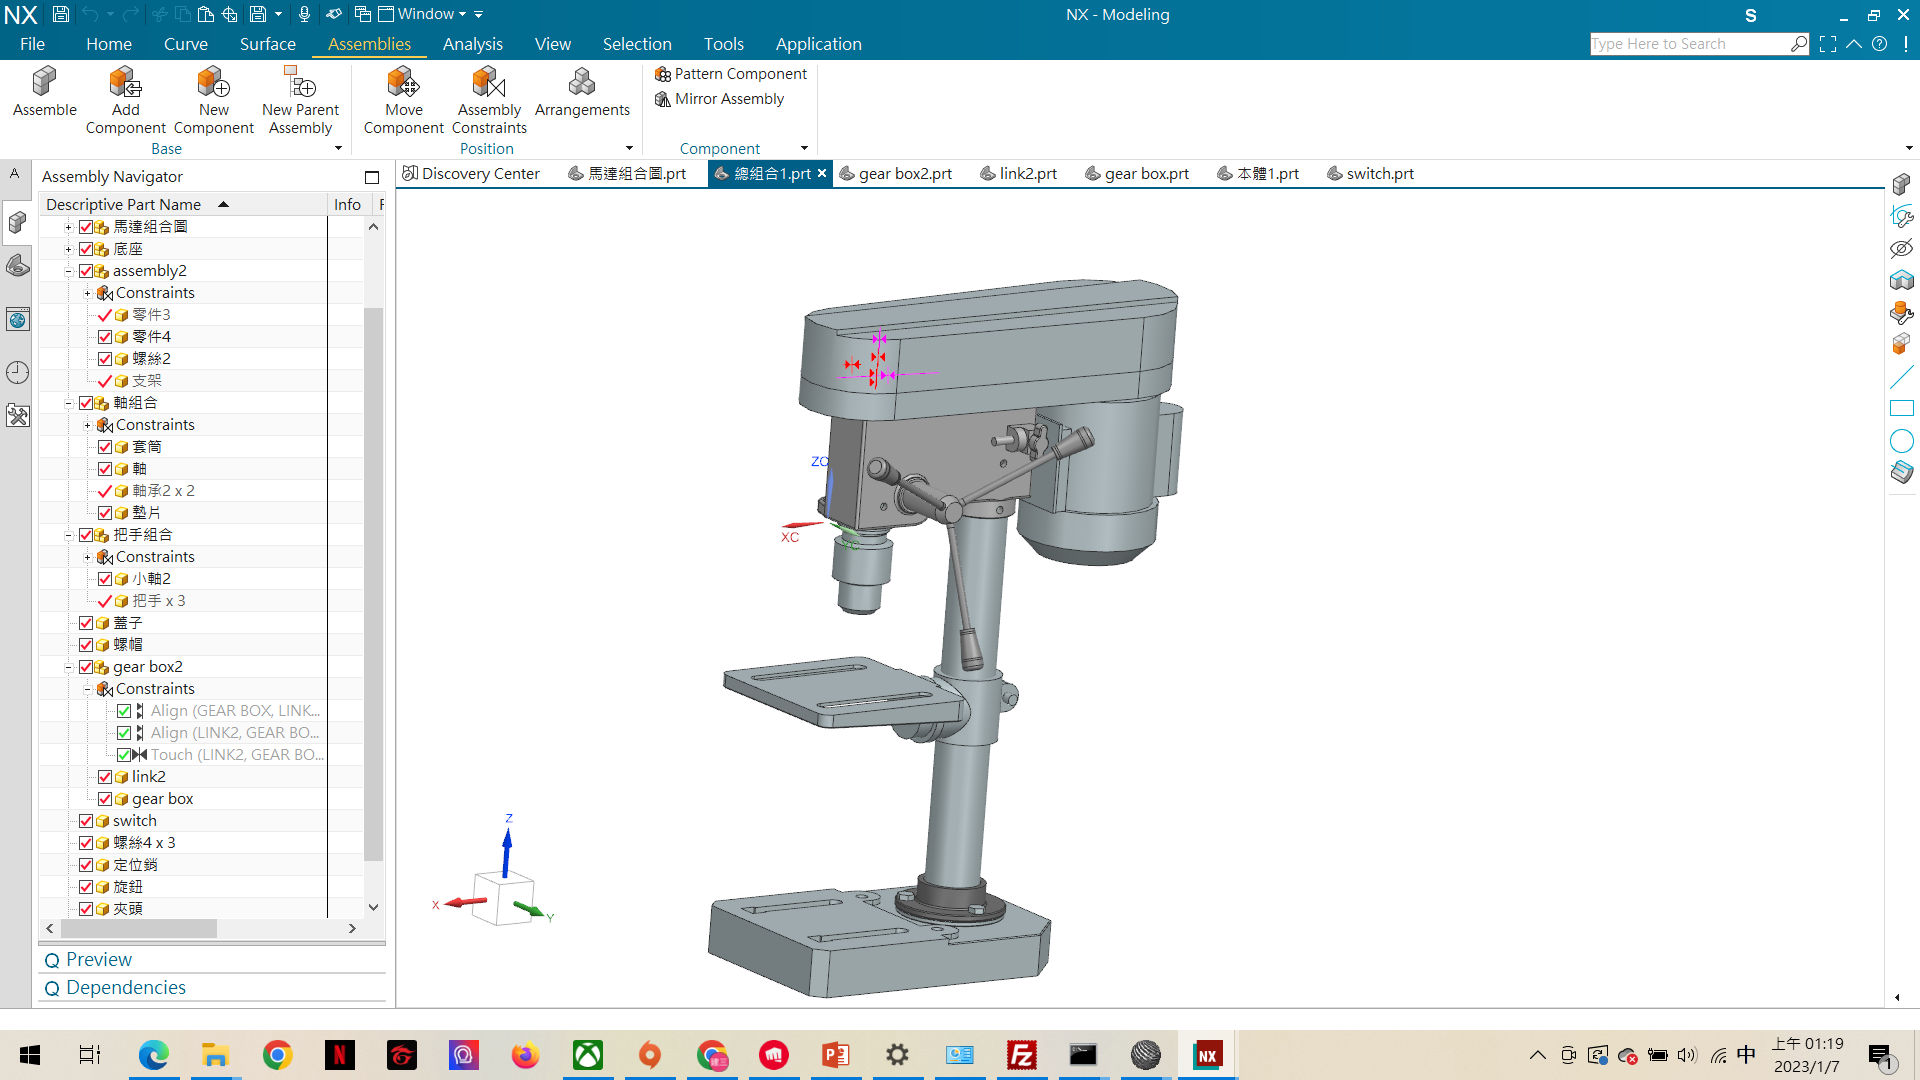 NX Window NX - Modeling S
File Home Curve Surface Assemblies Analysis View Selection Tools Application Type Here to Search
Assemble
Add Component
New Component
New Parent Assembly
Base
Move Component
Assembly Constraints
Arrangements
Position
Pattern Component
Mirror Assembly
Component
A
Assembly Navigator
Discovery Center 馬達組合圖.prt 總組合1.prt gear box2.prt link2.prt gear box.prt 本體1.prt switch.prt
Descriptive Part Name Info
馬達組合圖
底座
assembly2
Constraints
零件3
零件4
螺絲2
支架
軸組合
Constraints
套筒
軸
軸承2 x 2
墊片
把手組合
Constraints
小軸2
把手 x 3
蓋子
螺帽
gear box2
Constraints
Align (GEAR BOX, LINK...
Align (LINK2, GEAR BO...
Touch (LINK2, GEAR BO...
link2
gear box
switch
螺絲4 x 3
定位銷
旋鈕
夾頭
Preview
Dependencies
ZC
XC
YC
Z
X
Y
中
上午 01:19
2023/1/7
1